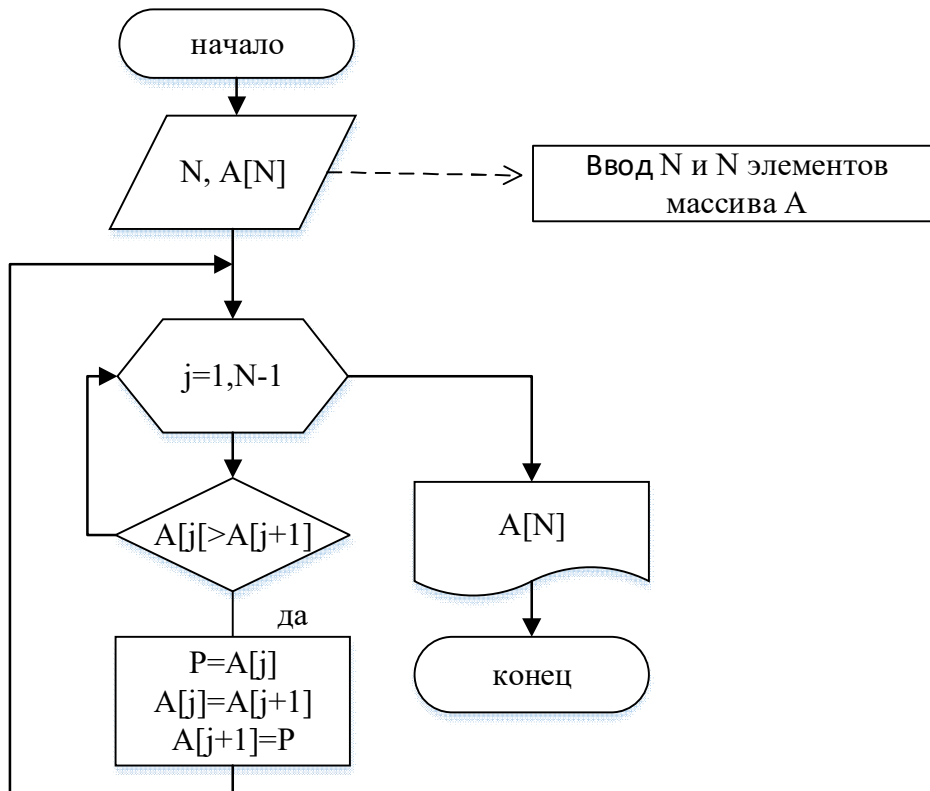 начало
N, A[N]
Ввод N и N элементов
массива A
j=1,N-1
A[j[>A[j+1]
A[N]
да
P=A[j]
A[j]=A[j+1]
A[j+1]=P
конец